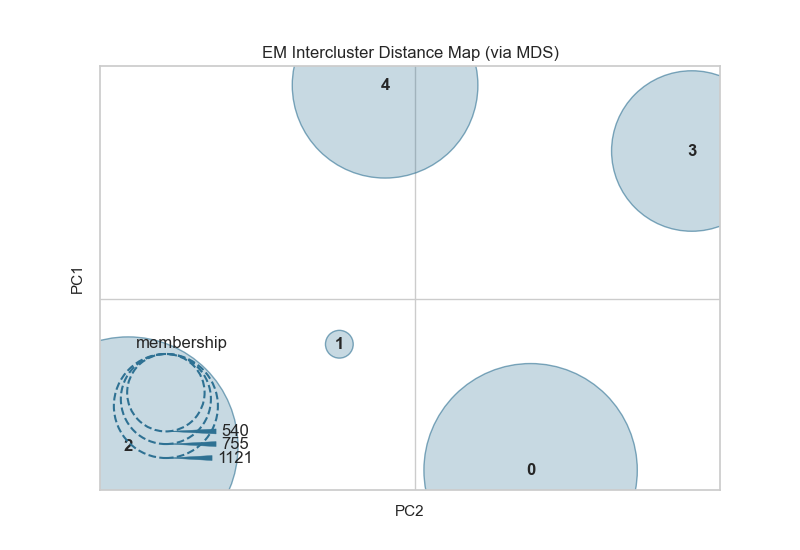 EM Intercluster Distance Map (via MDS)
4
3
PC1
membership
1
540
755
2
1121
0
PC2